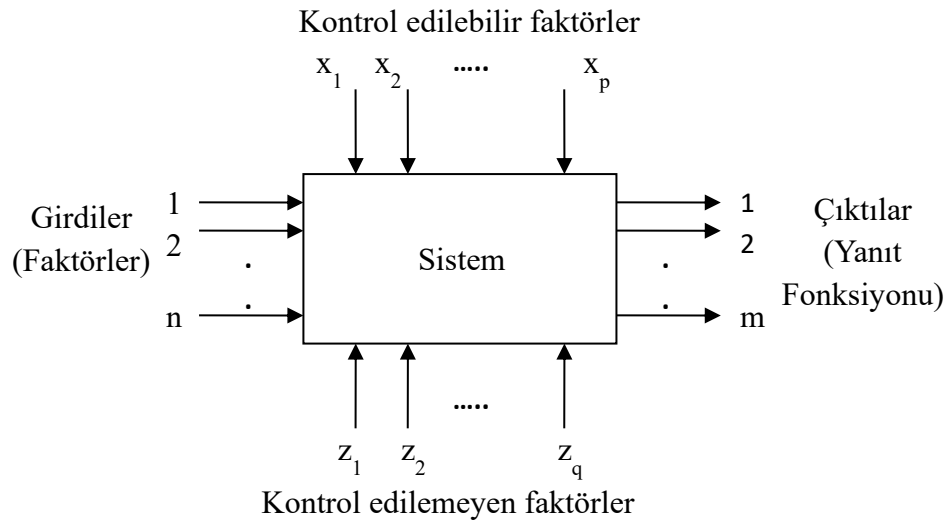 Kontrol edilebilir faktörler
x₁ x₂ ..... xₚ
Girdiler
(Faktörler)
1
2
.
.
n
Sistem
1
2
.
.
m
Çıktılar
(Yanıt
Fonksiyonu)
.....
z₁ z₂ z_q
Kontrol edilemeyen faktörler